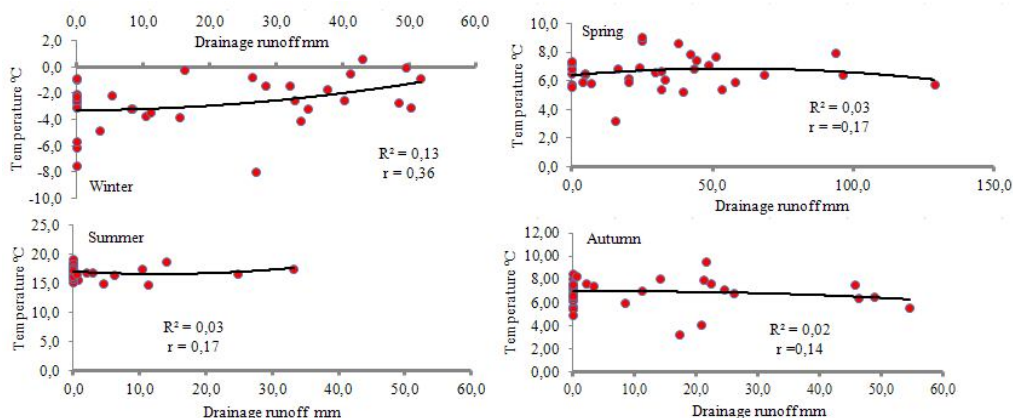 0,0 10,0 20,0 30,0 40,0 50,0 60,0
Drainage runoff mm
2,0
0,0
-2,0
-4,0
-6,0
-8,0
-10,0
Temperature ºC
R² = 0,13
r = 0,36
Winter
10,0
8,0
6,0
4,0
2,0
0,0
Temperature ºC
Spring
R² = 0,03
r = =0,17
0,0 50,0 100,0 150,0
Drainage runoff mm
25,0
20,0
15,0
10,0
5,0
0,0
Temperature ºC
Summer
R² = 0,03
r = 0,17
0,0 10,0 20,0 30,0 40,0 50,0 60,0
Drainage runoff mm
12,00
10,00
8,00
6,00
4,00
2,00
0,00
Temperature ºC
Autumn
R² = 0,02
r =0,14
0,0 10,0 20,0 30,0 40,0 50,0 60,0
Drainage runoff mm